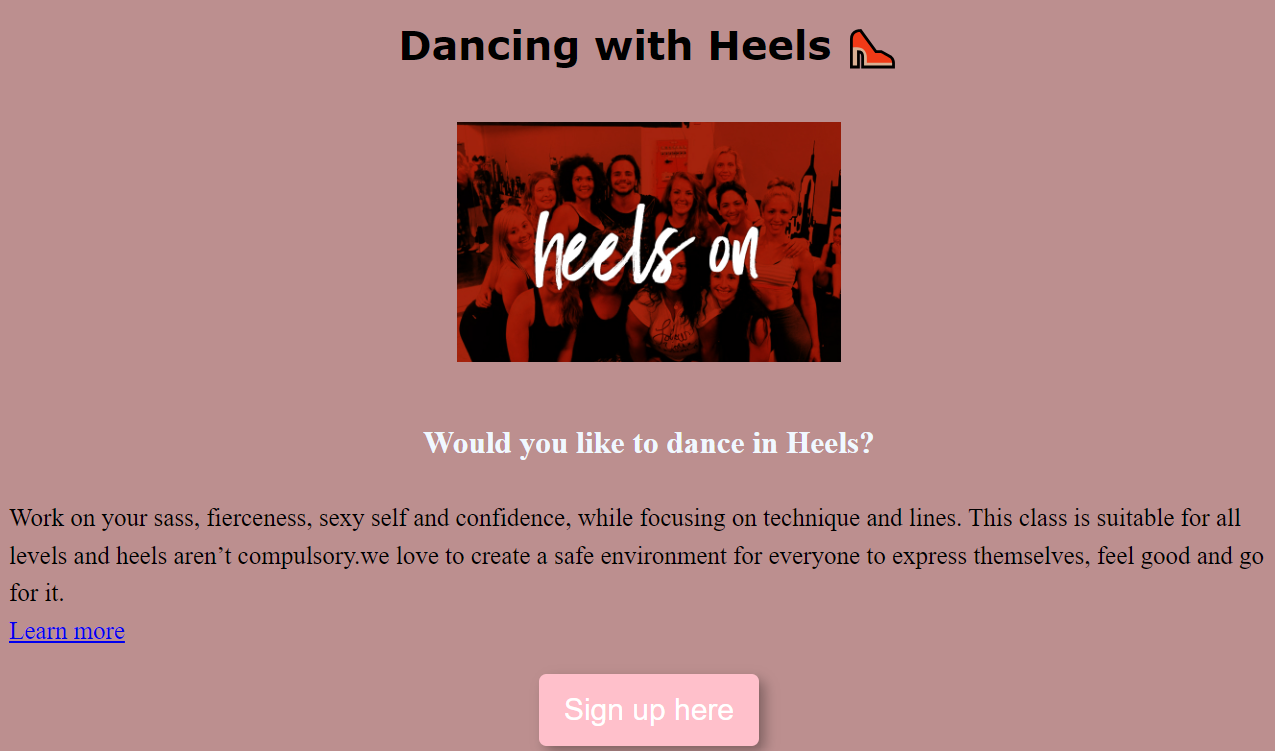 Dancing with Heels 👠
heels on
Would you like to dance in Heels?
Work on your sass, fierceness, sexy self and confidence, while focusing on technique and lines. This class is suitable for all
levels and heels aren’t compulsory.we love to create a safe environment for everyone to express themselves, feel good and go
for it.
Learn more
Sign up here